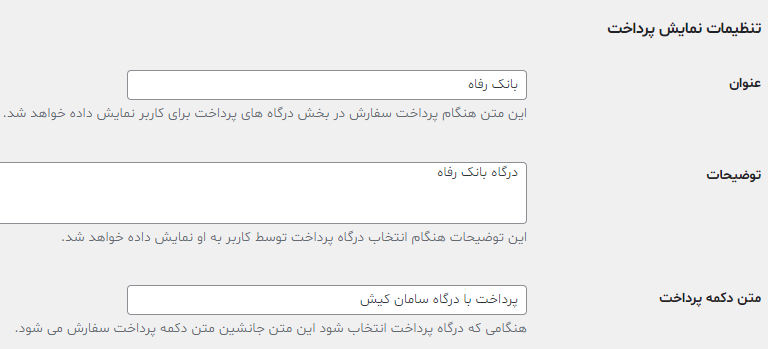 تنظیمات نمایش پرداخت
عنوان
بانک رفاه
این متن هنگام پرداخت سفارش در بخش درگاه های پرداخت برای کاربر نمایش داده خواهد شد.
توضیحات
درگاه بانک رفاه
این توضیحات هنگام انتخاب درگاه پرداخت توسط کاربر به او نمایش داده خواهد شد.
متن دکمه پرداخت
پرداخت با درگاه سامان کیش
هنگامی که درگاه پرداخت انتخاب شود این متن جانشین متن دکمه پرداخت سفارش می شود.